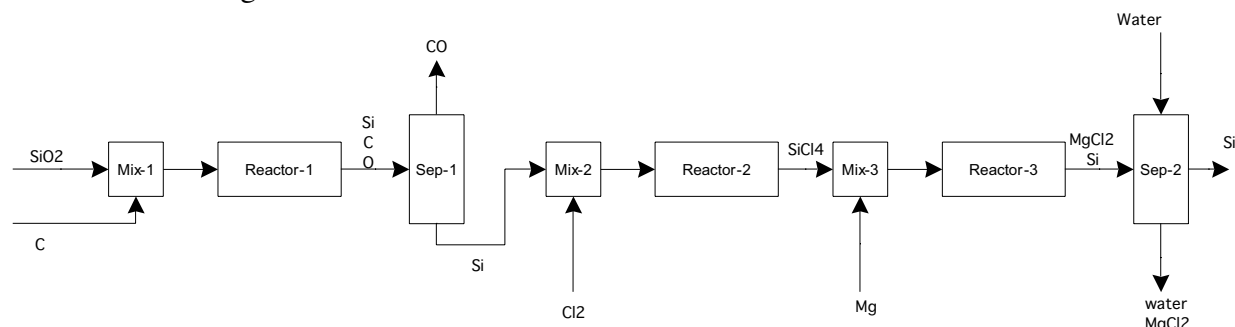 Water
CO
Si
C
O
SiO2
Mix-1
Reactor-1
Sep-1
Mix-2
Reactor-2
SiCl4
Mix-3
Reactor-3
MgCl2
Si
Sep-2
Si
C
Si
Cl2
Mg
water
MgCl2